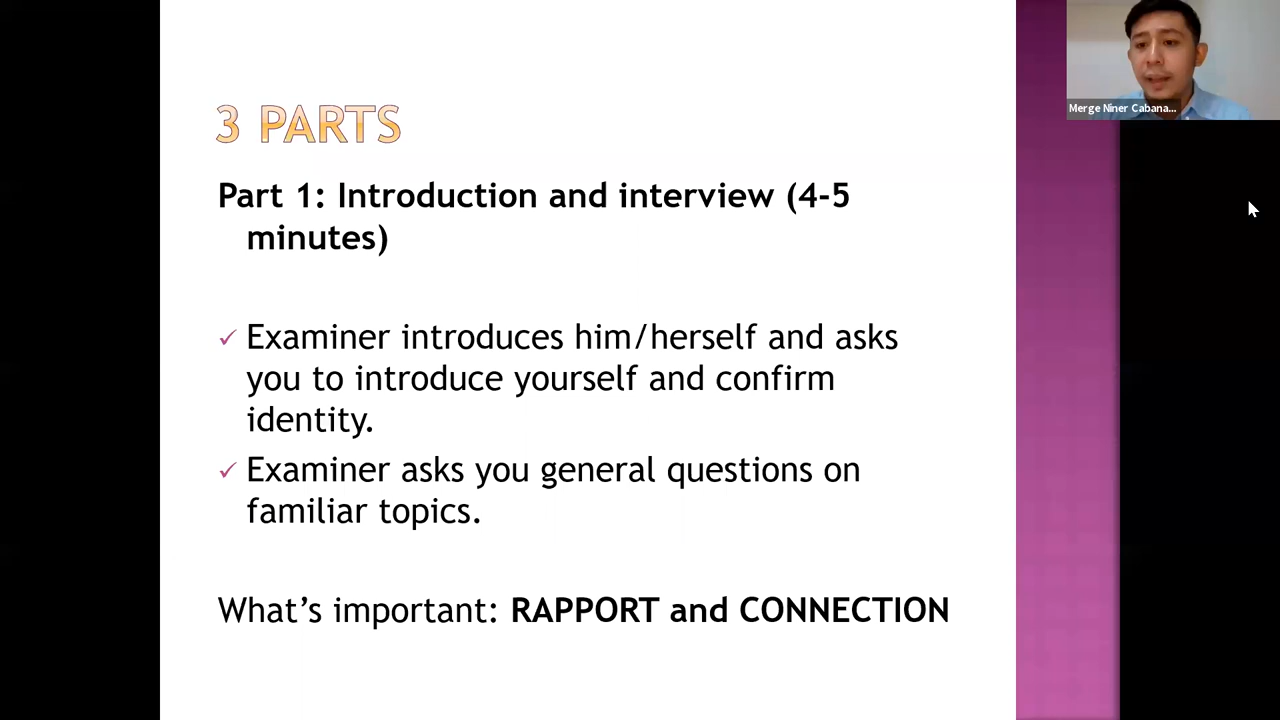 3 PARTS
Part 1: Introduction and interview (4-5
minutes)
✓ Examiner introduces him/herself and asks
you to introduce yourself and confirm
identity.
✓ Examiner asks you general questions on
familiar topics.
What's important: RAPPORT and CONNECTION
Merge Niner Cabana...